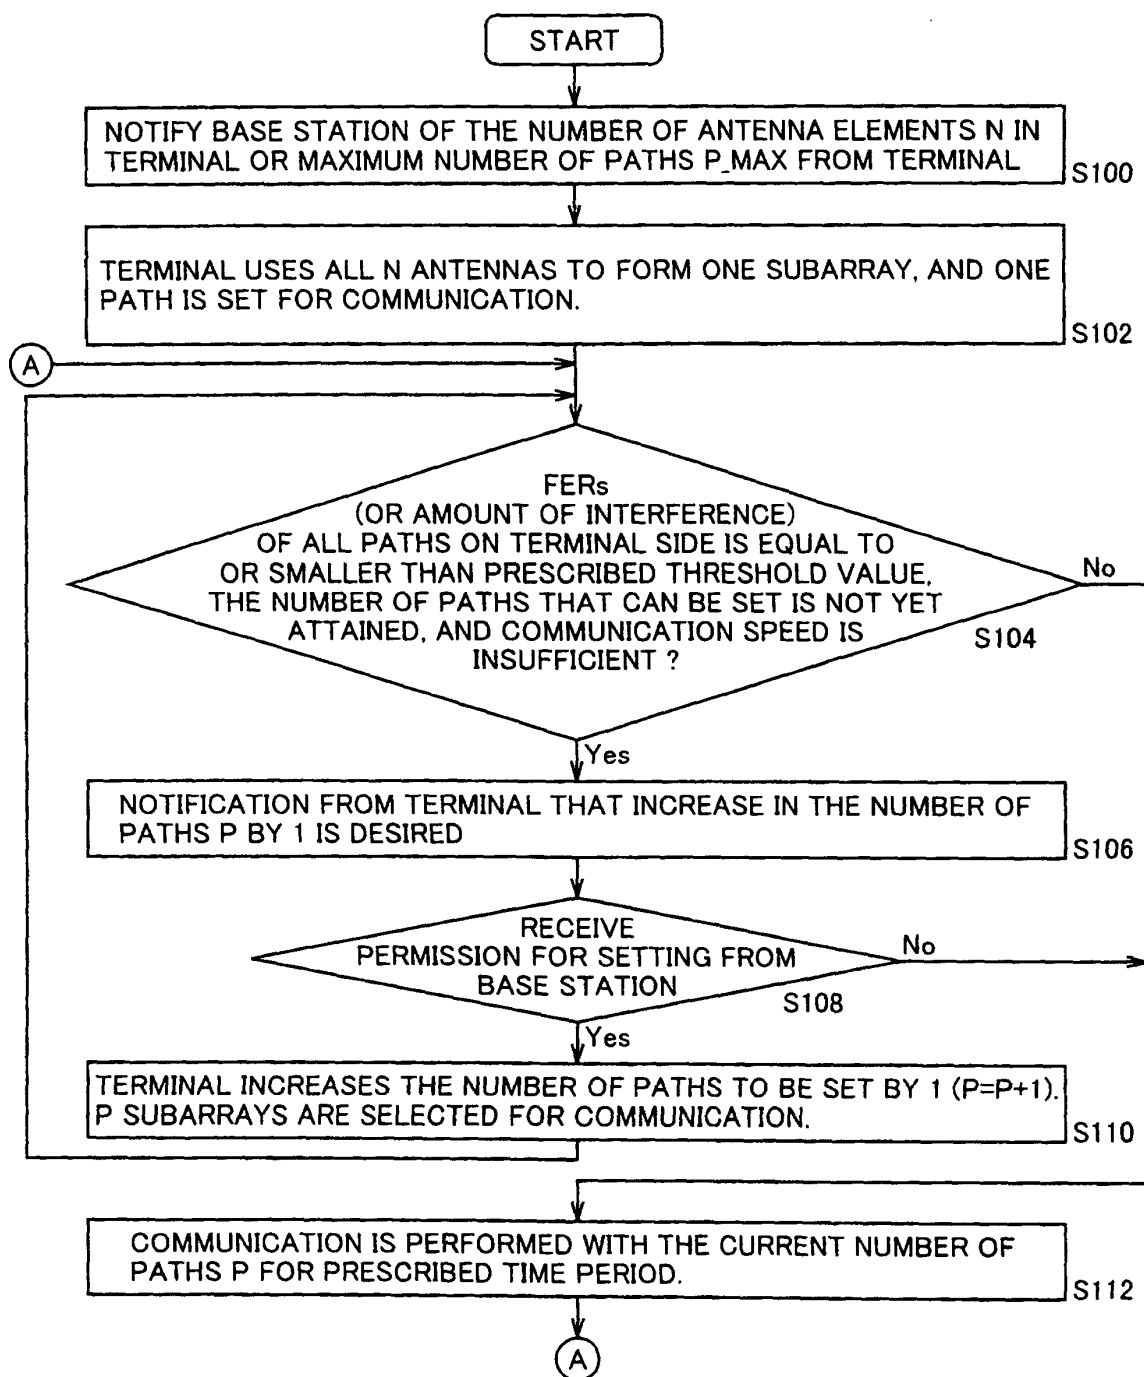 START
NOTIFY BASE STATION OF THE NUMBER OF ANTENNA ELEMENTS N IN
TERMINAL OR MAXIMUM NUMBER OF PATHS P_MAX FROM TERMINAL
S100
TERMINAL USES ALL N ANTENNAS TO FORM ONE SUBARRAY, AND ONE
PATH IS SET FOR COMMUNICATION.
S102
A
FERs
(OR AMOUNT OF INTERFERENCE)
OF ALL PATHS ON TERMINAL SIDE IS EQUAL TO
OR SMALLER THAN PRESCRIBED THRESHOLD VALUE,
THE NUMBER OF PATHS THAT CAN BE SET IS NOT YET
ATTAINED, AND COMMUNICATION SPEED IS
INSUFFICIENT ?
No
S104
Yes
NOTIFICATION FROM TERMINAL THAT INCREASE IN THE NUMBER OF
PATHS P BY 1 IS DESIRED
S106
RECEIVE
PERMISSION FOR SETTING FROM
BASE STATION
No
S108
Yes
TERMINAL INCREASES THE NUMBER OF PATHS TO BE SET BY 1 (P=P+1).
P SUBARRAYS ARE SELECTED FOR COMMUNICATION.
S110
COMMUNICATION IS PERFORMED WITH THE CURRENT NUMBER OF
PATHS P FOR PRESCRIBED TIME PERIOD.
S112
A